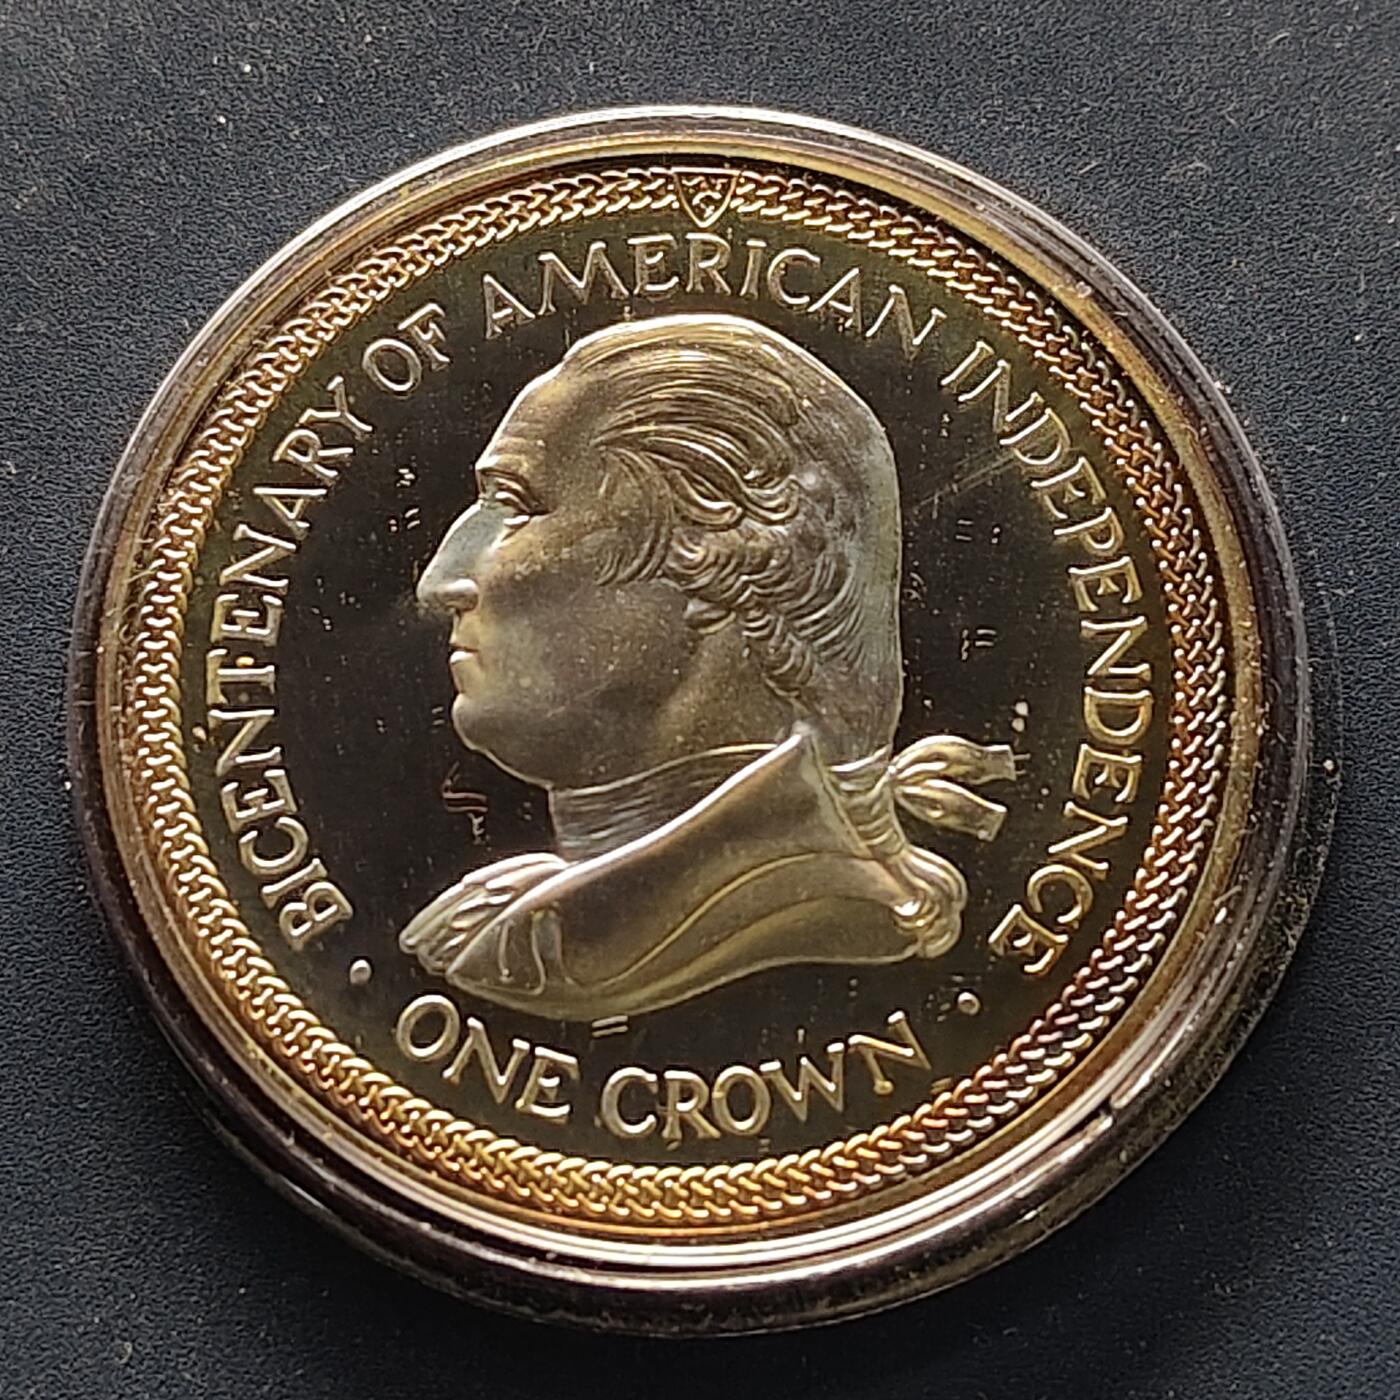 BICENTENARY OF AMERICAN INDEPENDENCE
ONE CROWN